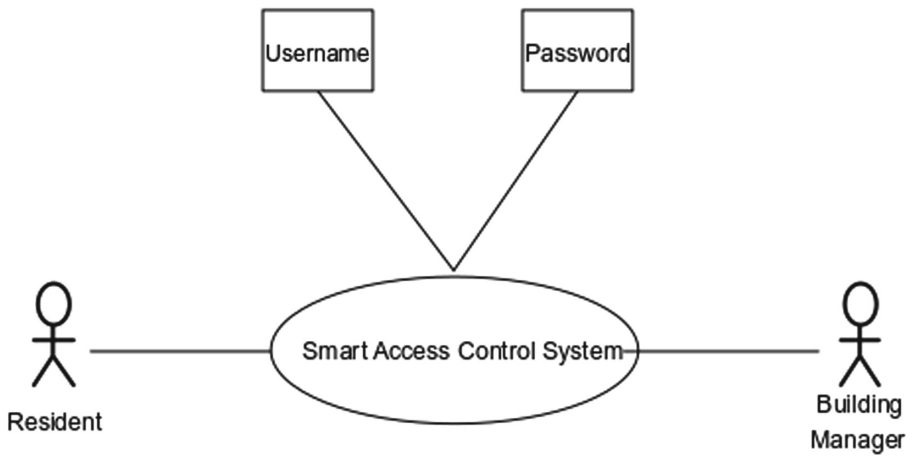 Username
Password
Smart Access Control System
Resident
Building
Manager